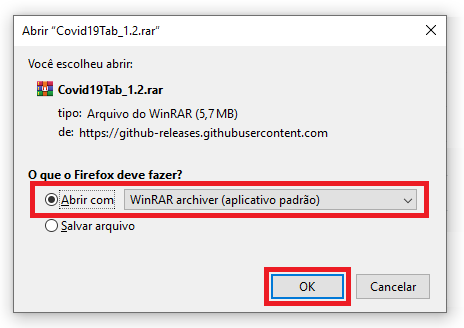 Abrir “Covid19Tab_1.2.rar”
Você escolheu abrir:
Covid19Tab_1.2.rar
tipo: Arquivo do WinRAR (5,7 MB)
de: https://github-releases.githubusercontent.com
O que o Firefox deve fazer?
Abrir com WinRAR archiver (aplicativo padrão)
Salvar arquivo
OK Cancelar